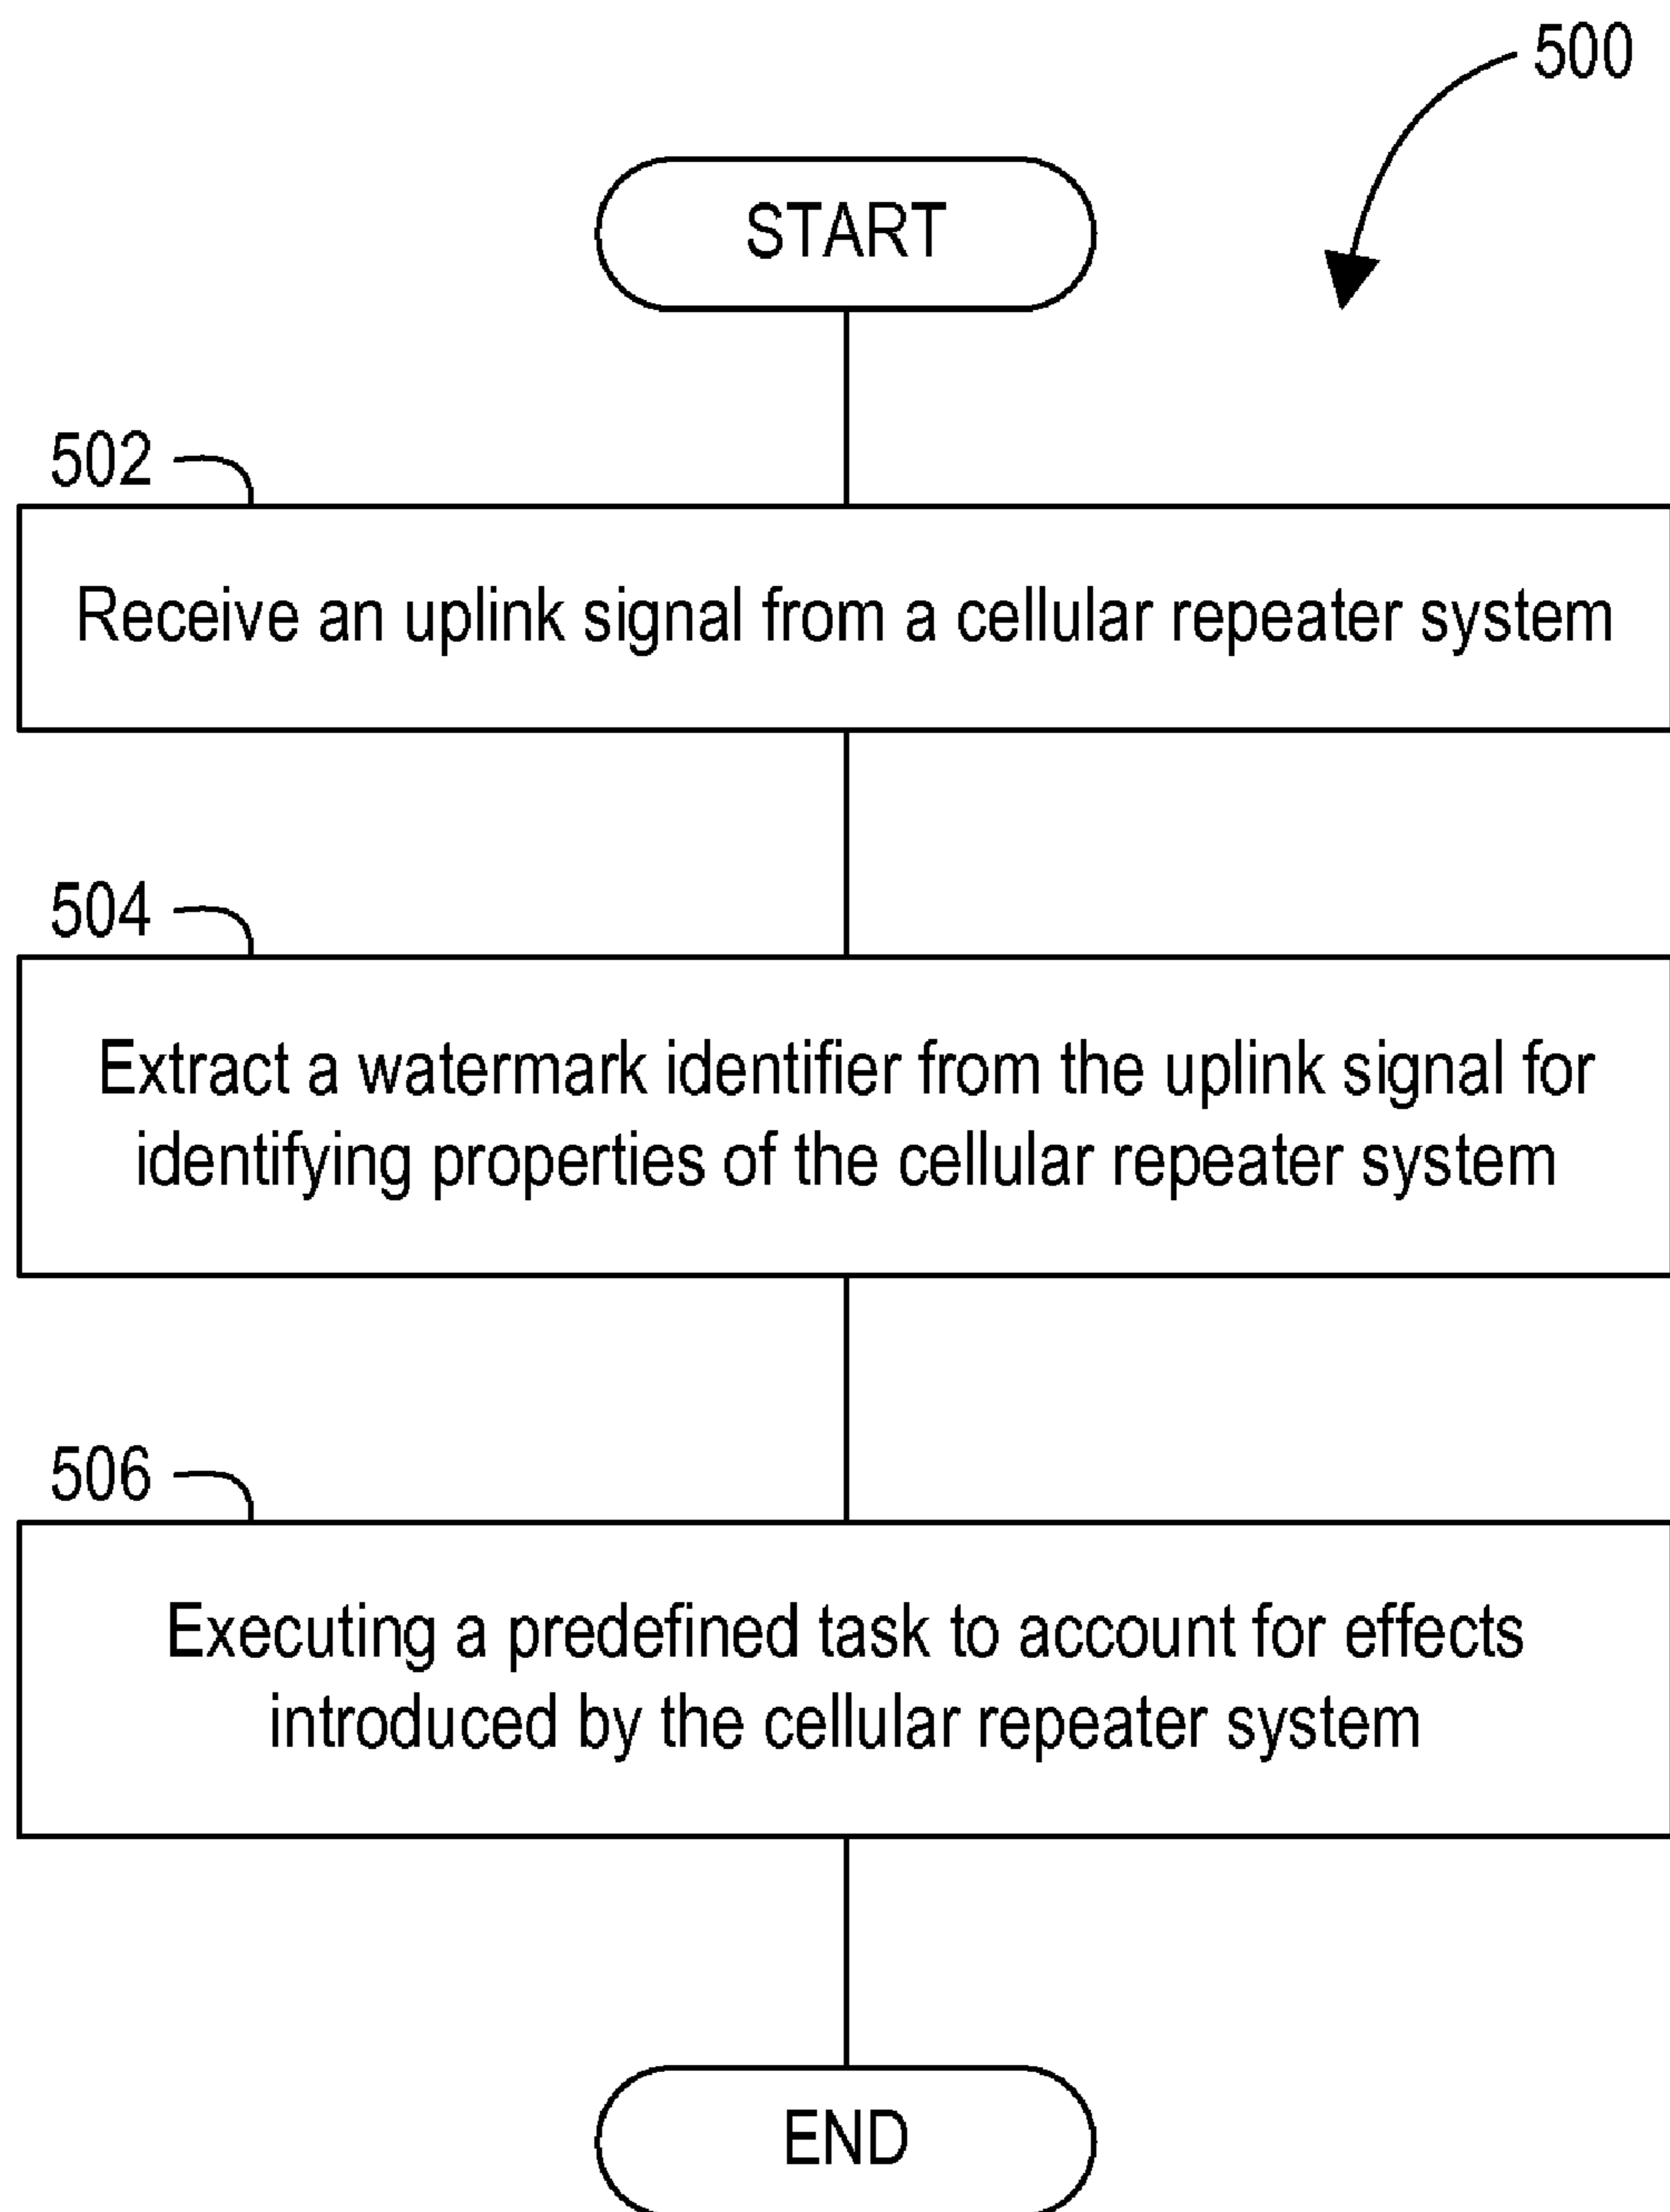 500
START
502
Receive an uplink signal from a cellular repeater system
504
Extract a watermark identifier from the uplink signal for
identifying properties of the cellular repeater system
506
Executing a predefined task to account for effects
introduced by the cellular repeater system
END